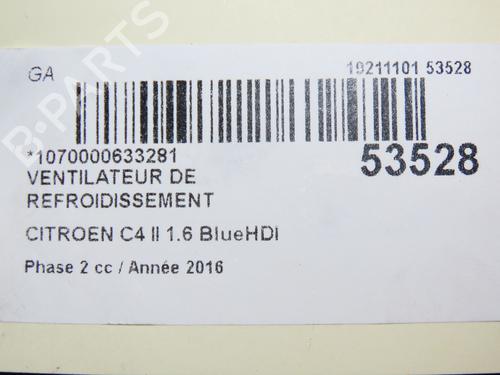 GA
19211101 53528
*1070000633281
53528
VENTILATEUR DE
REFROIDISSEMENT
CITROEN C4 II 1.6 BlueHDi
Phase 2 cc / Année 2016
B-PARTS